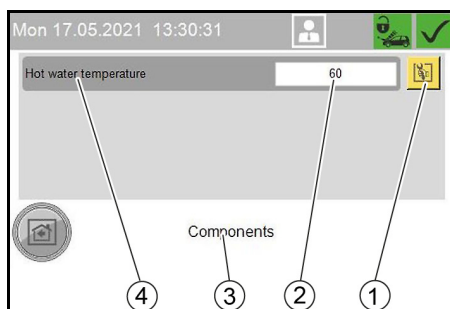 Mon 17.05.2021 13:30:31
Hot water temperature 60
Components
4 3 2 1